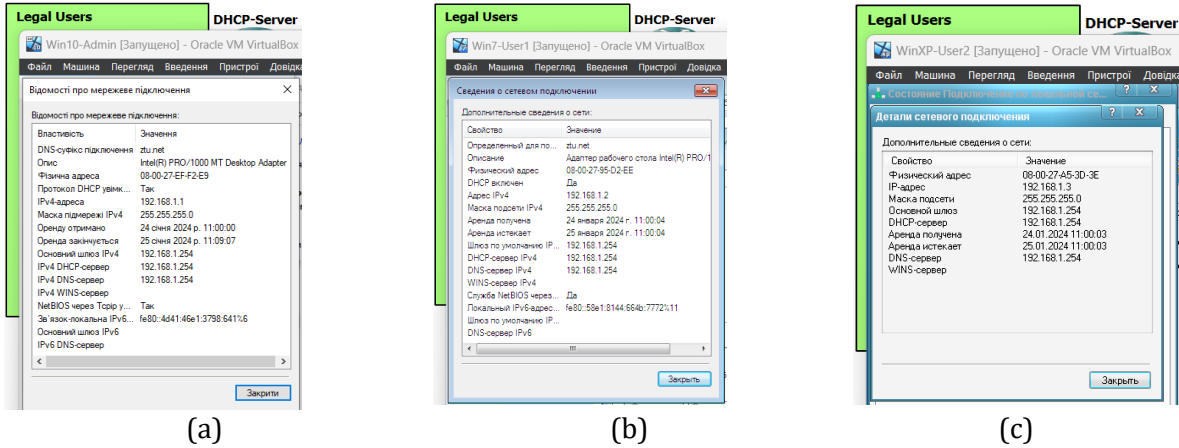 Legal Users
DHCP-Server
Win10-Admin [Запущено] - Oracle VM VirtualBox
Файл Машина Перегляд Введення Пристрої Довідка
Відомості про мережеве підключення
Відомості про мережеве підключення:
Властивість Значення
DNS-суфікс підключення ztu.net
Опис Intel(R) PRO/1000 MT Desktop Adapter
Фізична адреса 08-00-27-EF-F2-E9
Протокол DHCP увімк... Так
IPv4-адреса 192.168.1.1
Маска підмережі IPv4 255.255.255.0
Оренду отримано 24 січня 2024 р. 11:00:00
Оренда закінчується 25 січня 2024 р. 11:09:07
Основний шлюз IPv4 192.168.1.254
IPv4 DHCP-сервер 192.168.1.254
IPv4 DNS-сервер 192.168.1.254
IPv4 WINS-сервер
NetBIOS через Tcpip у... Так
Зв'язок-локальна IPv6... fe80::4d41:46e1:3798:641%6
Основний шлюз IPv6
IPv6 DNS-сервер
Закрити
(a)
Legal Users
DHCP-Server
Win7-User1 [Запущено] - Oracle VM VirtualBox
Файл Машина Перегляд Введення Пристрої Довідка
Сведения о сетевом подключении
Дополнительные сведения о сети:
Свойство Значение
Определенный для по... ztu.net
Описание Адаптер рабочего стола Intel(R) PRO/1
Физический адрес 08-00-27-95-D2-EE
DHCP включен Да
Адрес IPv4 192.168.1.2
Маска подсети IPv4 255.255.255.0
Аренда получена 24 января 2024 г. 11:00:04
Аренда истекает 25 января 2024 г. 11:00:04
Шлюз по умолчанию IP... 192.168.1.254
DHCP-сервер IPv4 192.168.1.254
DNS-сервер IPv4 192.168.1.254
WINS-сервер IPv4
Служба NetBIOS через... Да
Локальный IPv6-адрес... fe80::58e1:8144:664b:7772%11
Шлюз по умолчанию IP...
DNS-сервер IPv6
Закрыть
(b)
Legal Users
DHCP-Server
WinXP-User2 [Запущено] - Oracle VM VirtualBox
Файл Машина Перегляд Введення Пристрої Довідка
Состояние Подключение по локальной се...
Детали сетевого подключения
Дополнительные сведения о сети:
Свойство Значение
Физический адрес 08-00-27-A5-3D-3E
IP-адрес 192.168.1.3
Маска подсети 255.255.255.0
Основной шлюз 192.168.1.254
DHCP-сервер 192.168.1.254
Аренда получена 24.01.2024 11:00:03
Аренда истекает 25.01.2024 11:00:03
DNS-сервер 192.168.1.254
WINS-сервер
Закрыть
(c)